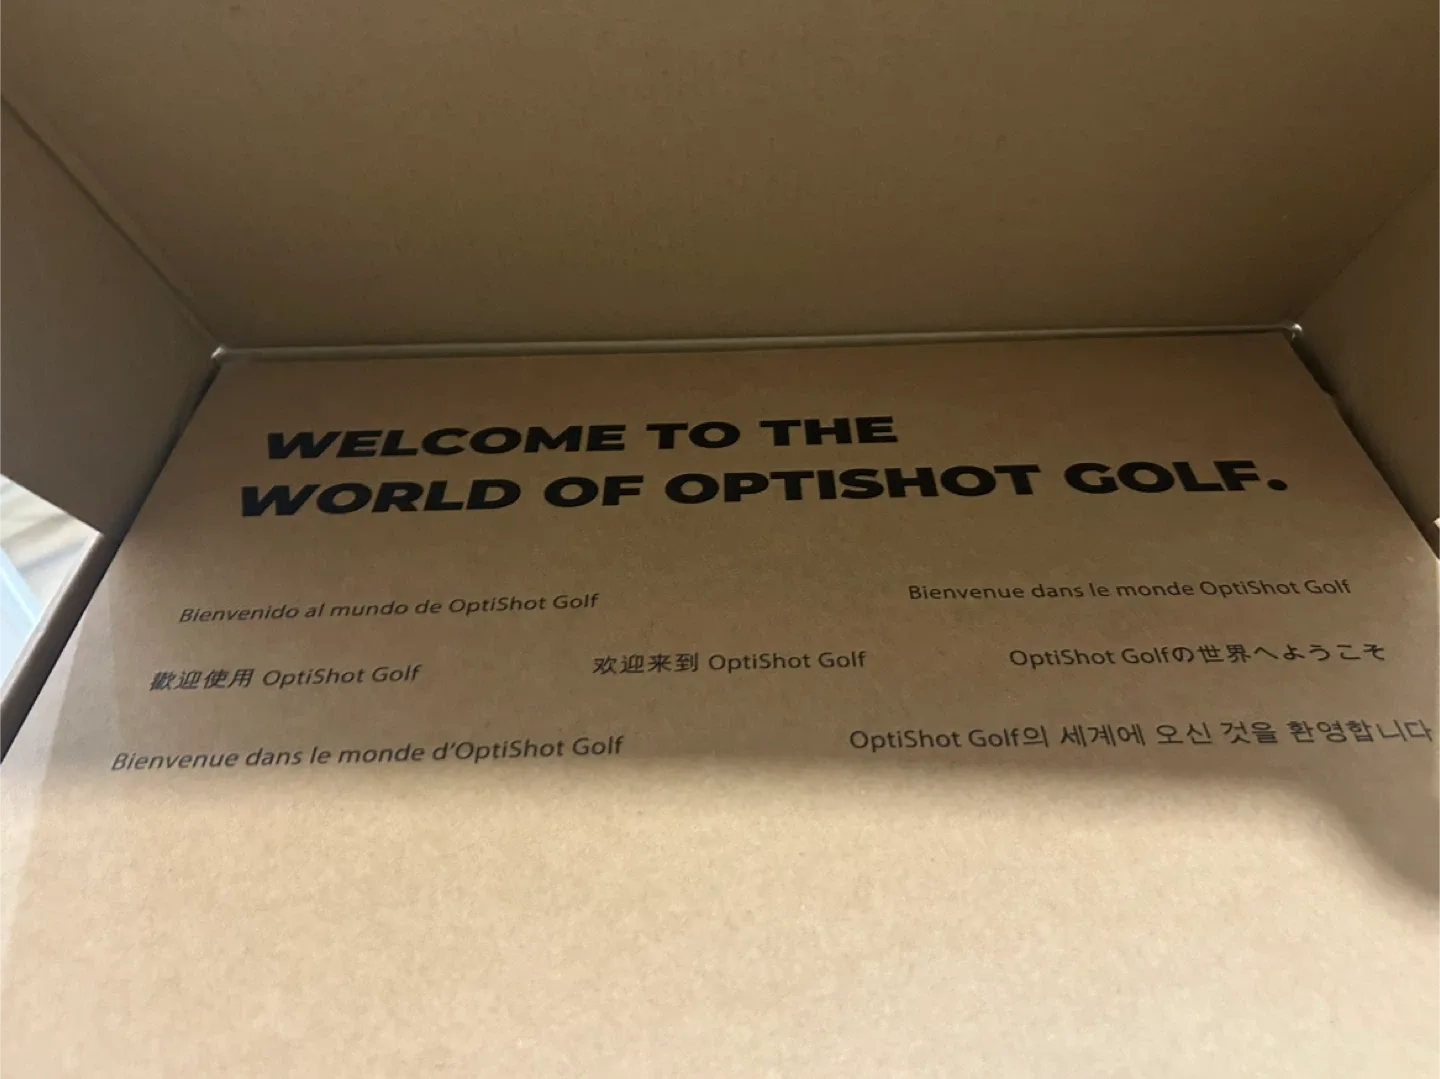 WELCOME TO THE
WORLD OF OPTISHOT GOLF.
Bienvenido al mundo de OptiShot Golf
Bienvenue dans le monde OptiShot Golf
歡迎使用 OptiShot Golf
欢迎来到 OptiShot Golf
OptiShot Golfの世界へようこそ
Bienvenue dans le monde d’OptiShot Golf
OptiShot Golf의 세계에 오신 것을 환영합니다